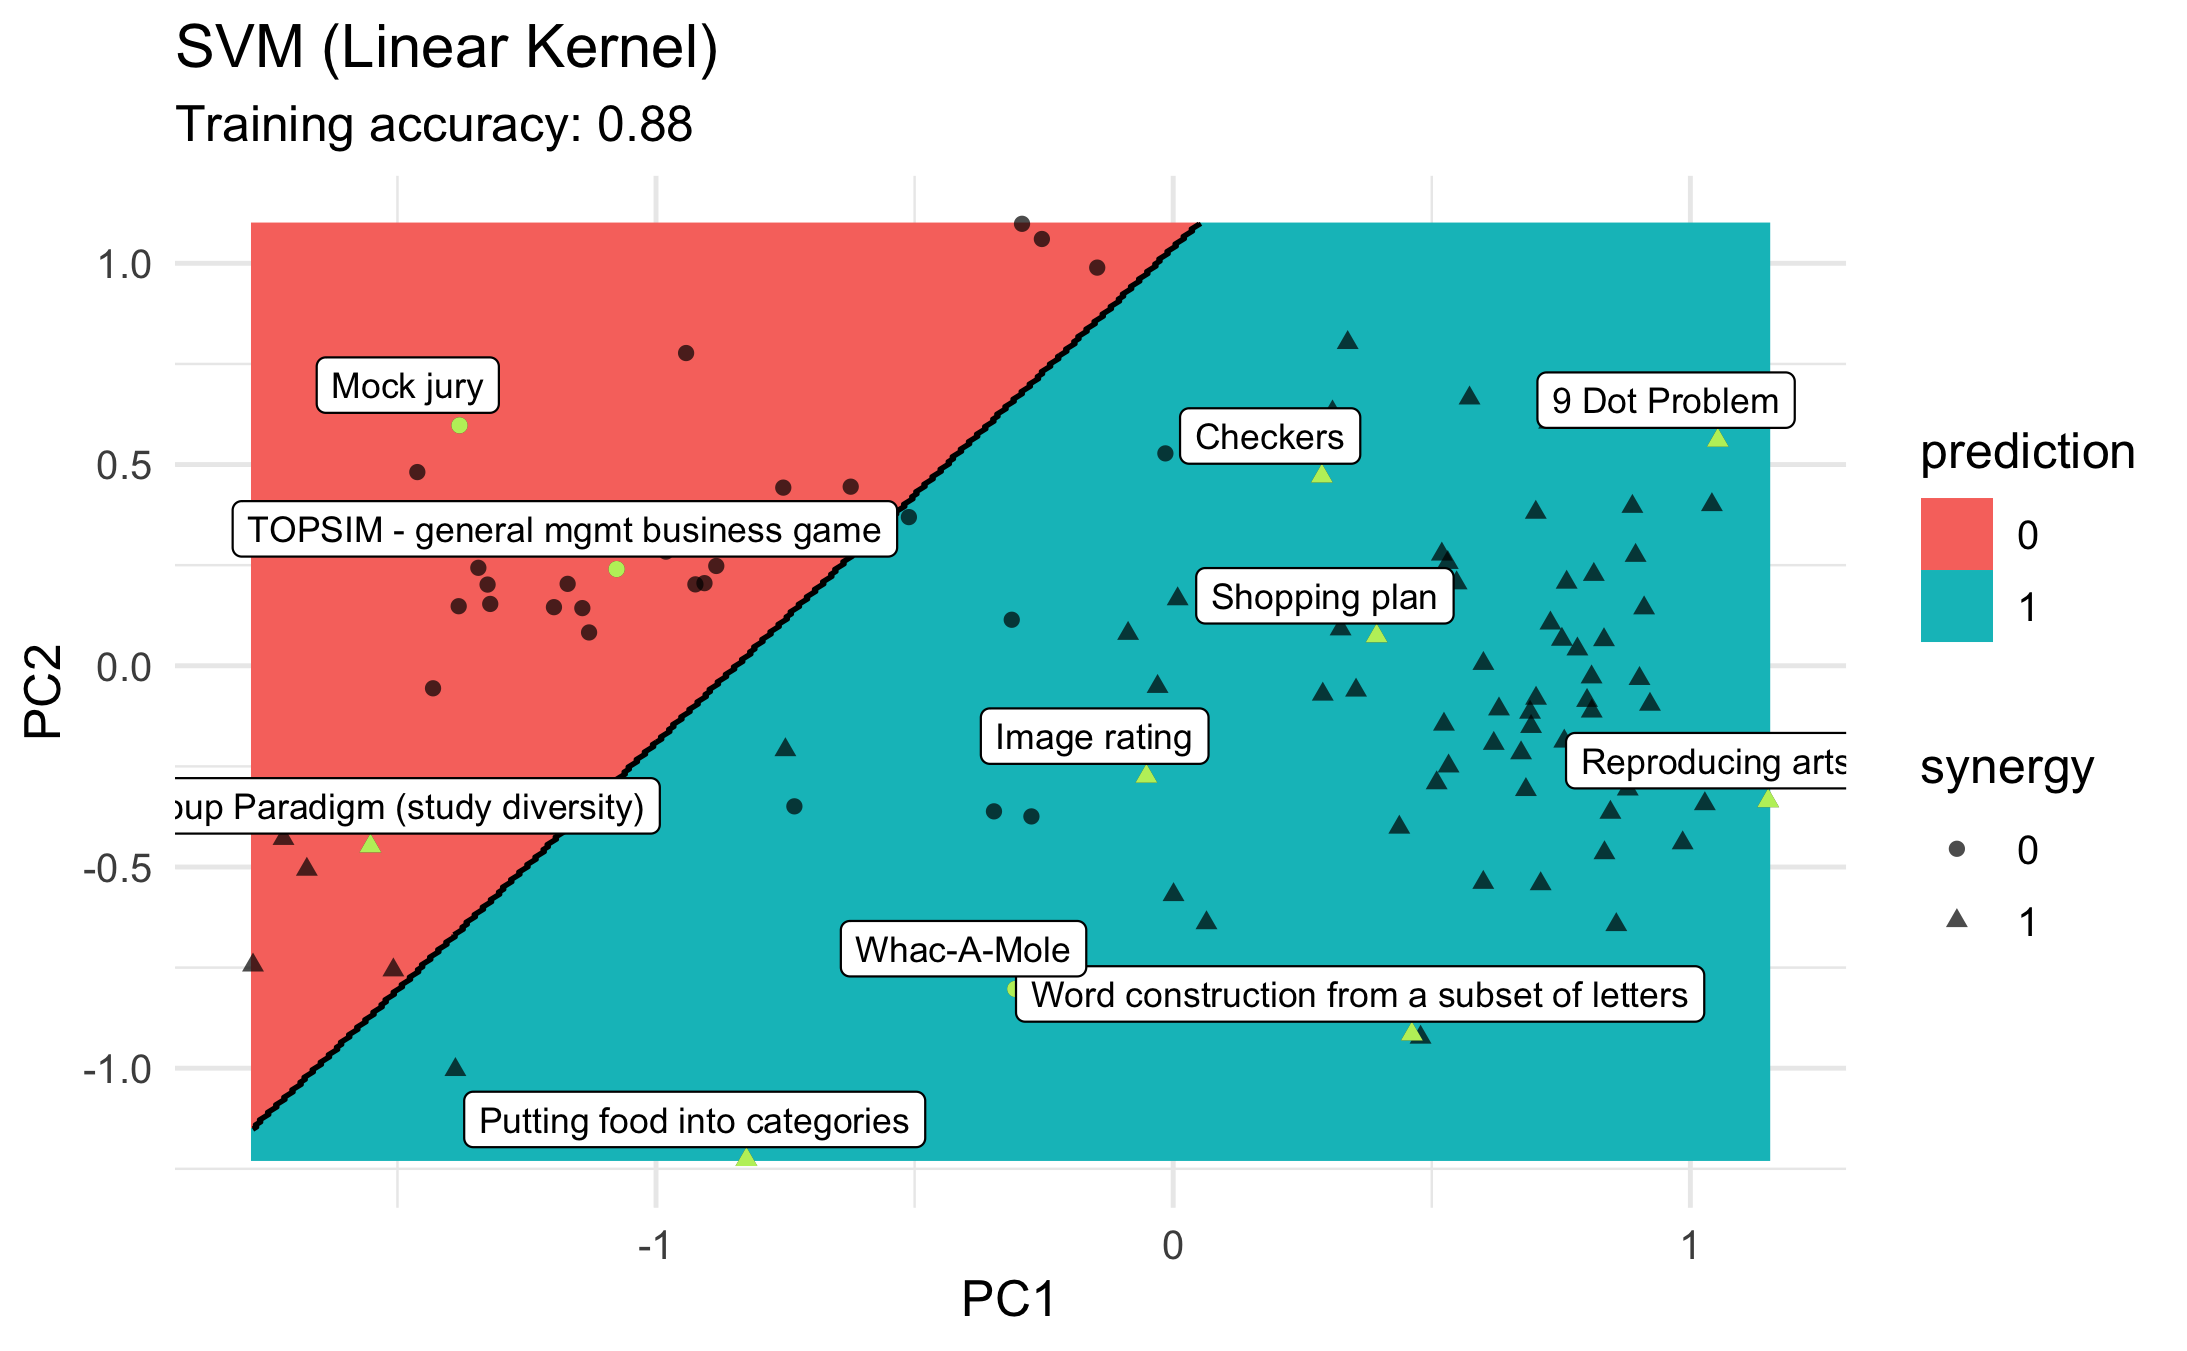 SVM (Linear Kernel)
Training accuracy: 0.88
1.0
0.5
0.0
-0.5
-1.0
PC2
Mock jury
9 Dot Problem
Checkers
TOPSIM - general mgmt business game
Shopping plan
Image rating
Reproducing arts
oup Paradigm (study diversity)
Whac-A-Mole
Word construction from a subset of letters
Putting food into categories
-1
0
1
PC1
prediction
0
1
synergy
0
1